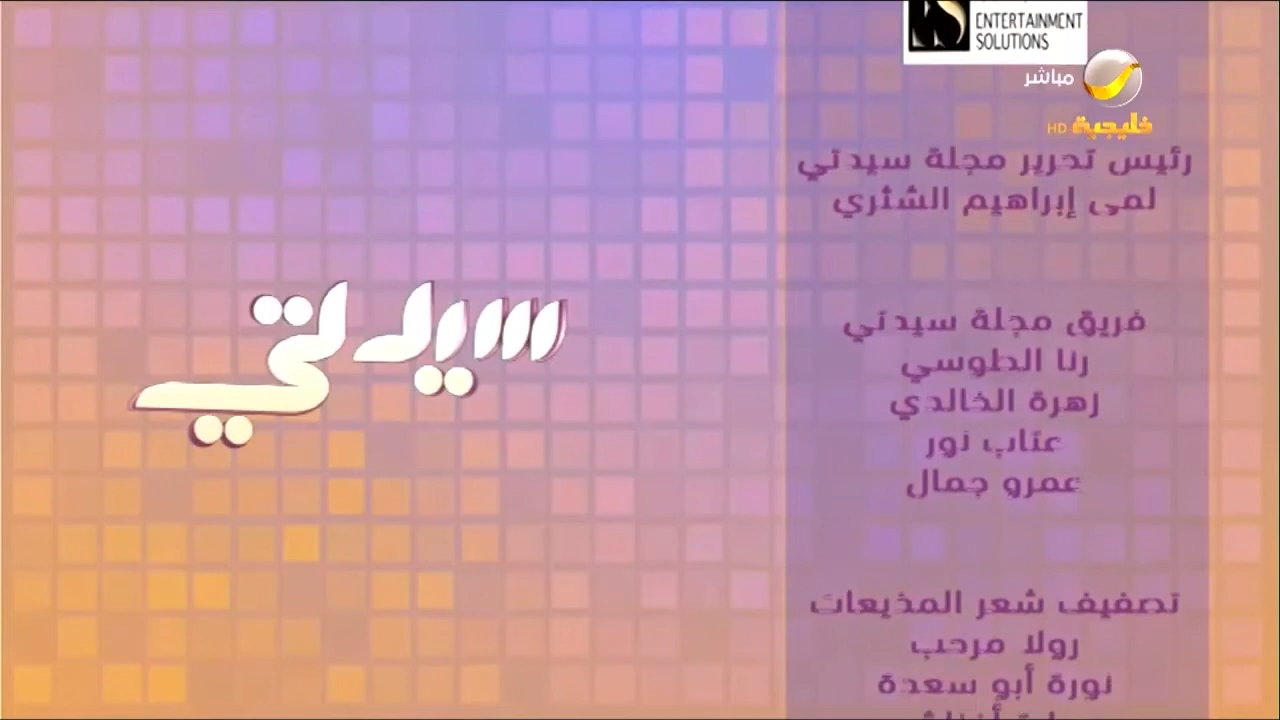 ENTERTAINMENT
SOLUTIONS
مباشر
خليجية HD
رئيس تحرير مجلة سيدتي
لمى إبراهيم الشثري
سيدتي
فريق مجلة سيدتي
رنا الطوسي
زهرة الخالدي
عتاب نور
عمرو جمال
تصفيف شعر المذيعات
رولا مرحب
نورة أبو سعدة